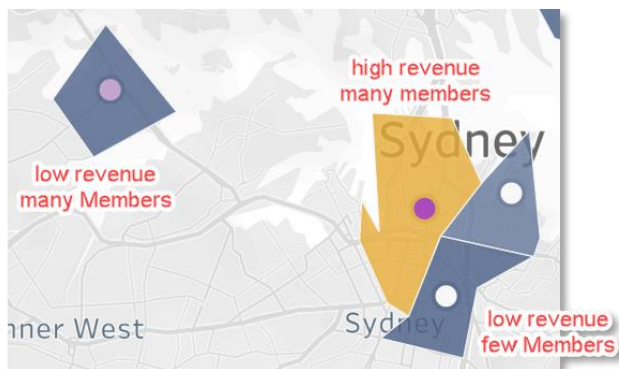 high revenue
many members
Sydney
low revenue
many Members
nner West
Sydney
low revenue
few Members